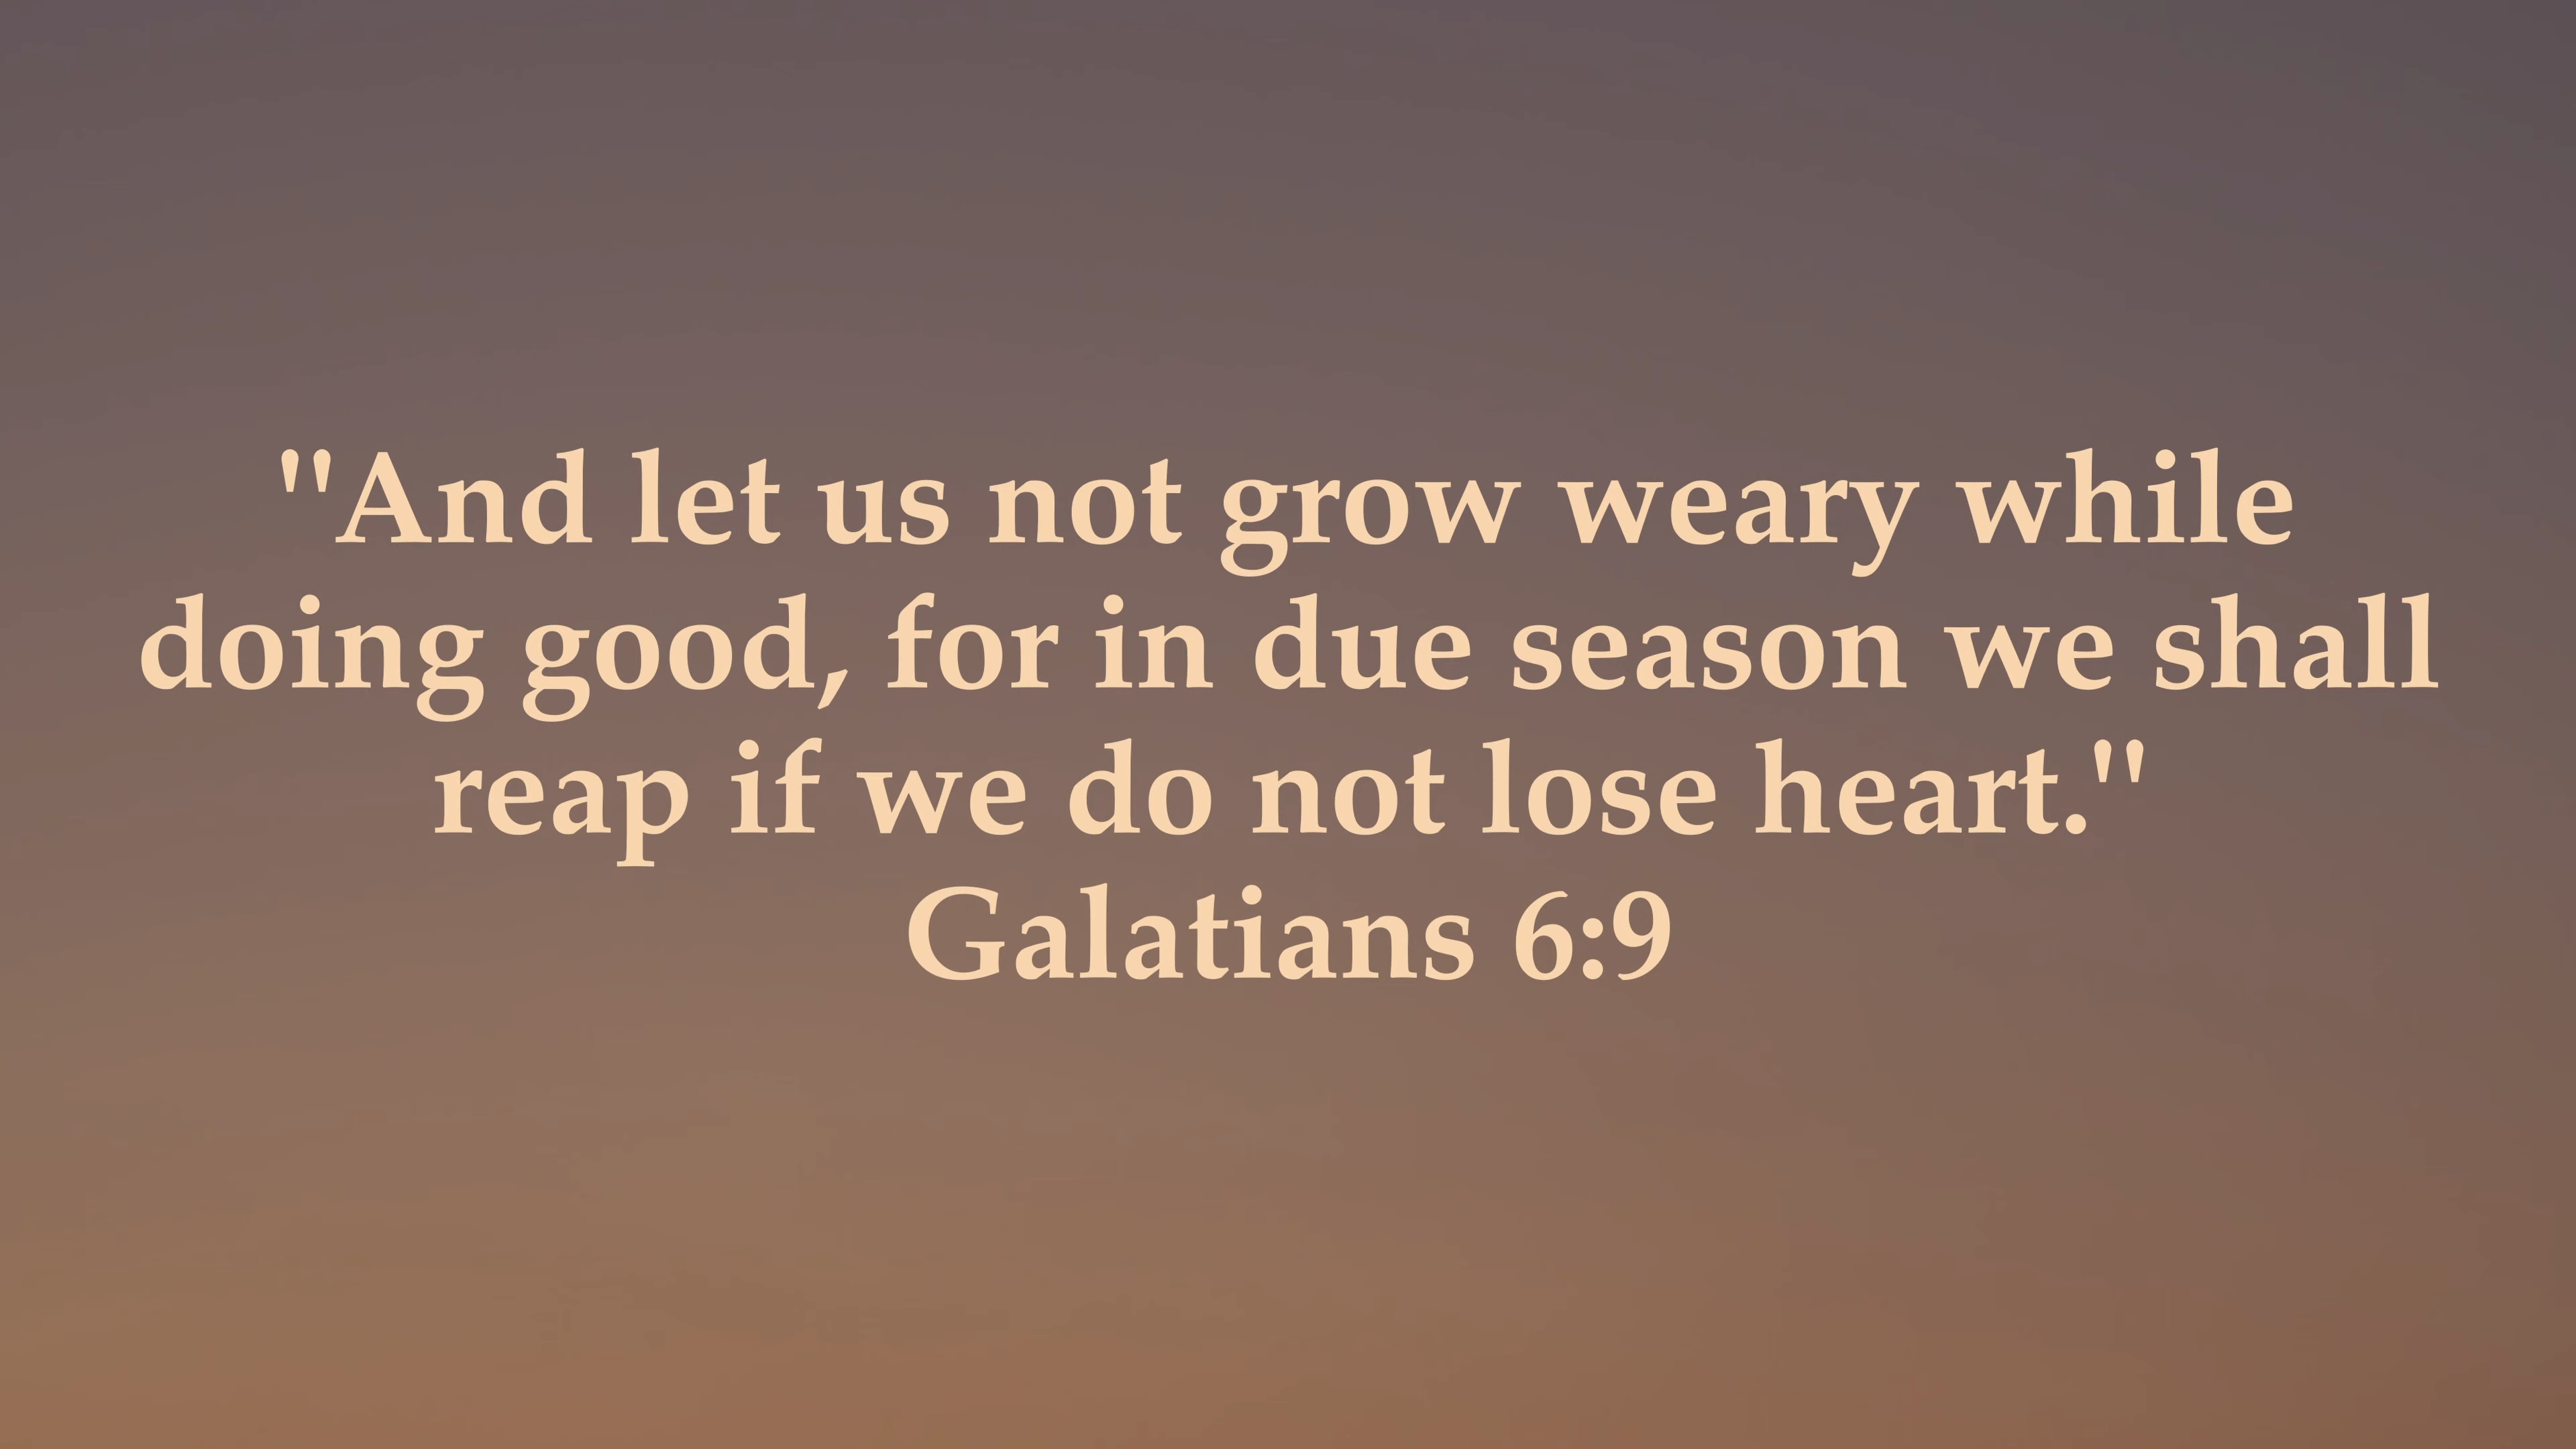 "And let us not grow weary while
doing good, for in due season we shall
reap if we do not lose heart."
Galatians 6:9